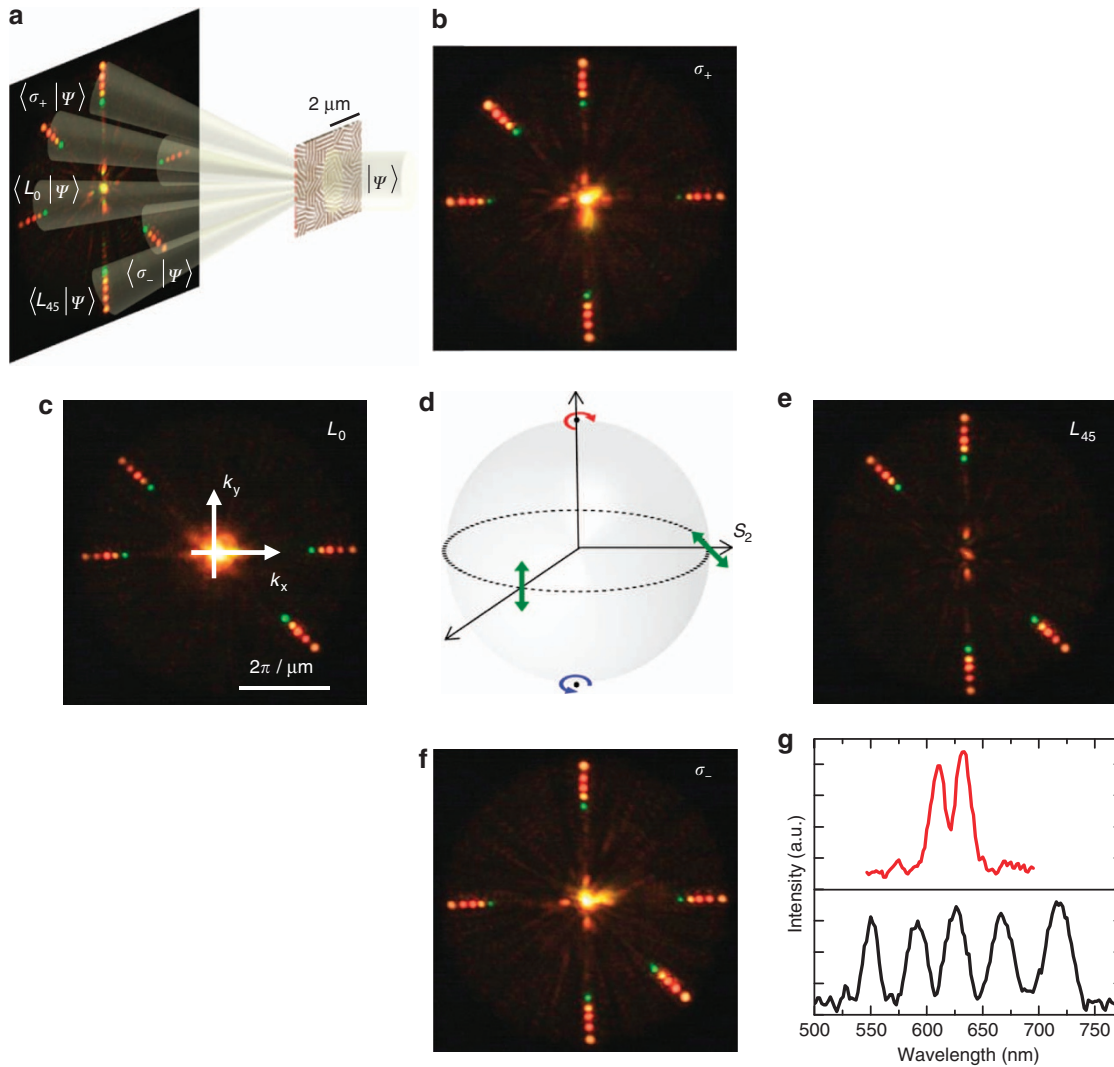 a
⟨σ₊|Ψ⟩
2 μm
|Ψ⟩
⟨L₀|Ψ⟩
⟨σ₋|Ψ⟩
⟨L₄₅|Ψ⟩
b
σ₊
c
L₀
ky
kx
2π / μm
d
S₂
e
L₄₅
f
σ₋
g
Intensity (a.u.)
500 550 600 650 700 750
Wavelength (nm)